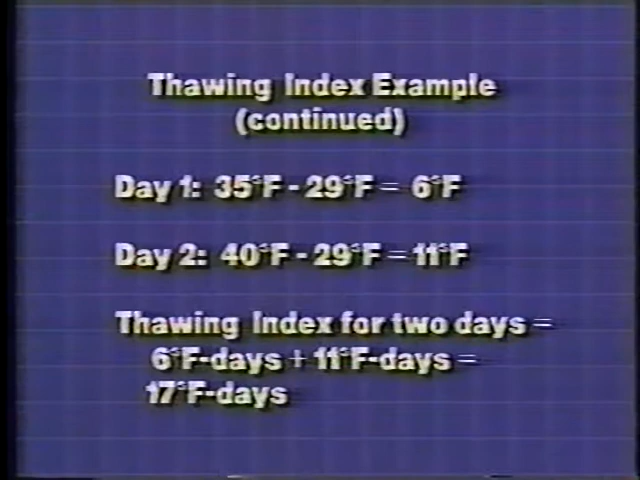 Thawing Index Example
(continued)
Day 1: 35°F - 29°F = 6°F
Day 2: 40°F - 29°F = 11°F
Thawing Index for two days =
6°F-days + 11°F-days =
17°F-days